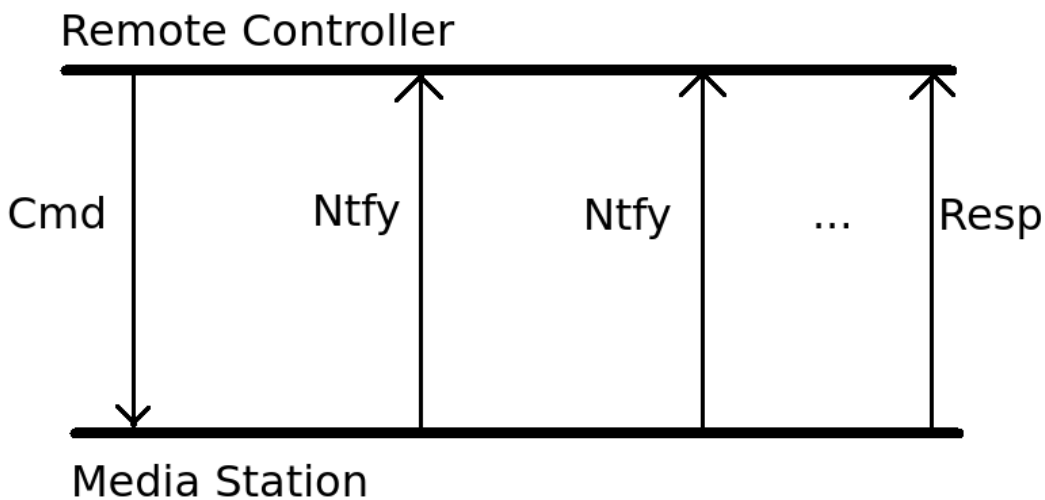 Remote Controller
Cmd
Ntfy
Ntfy
...
Resp
Media Station